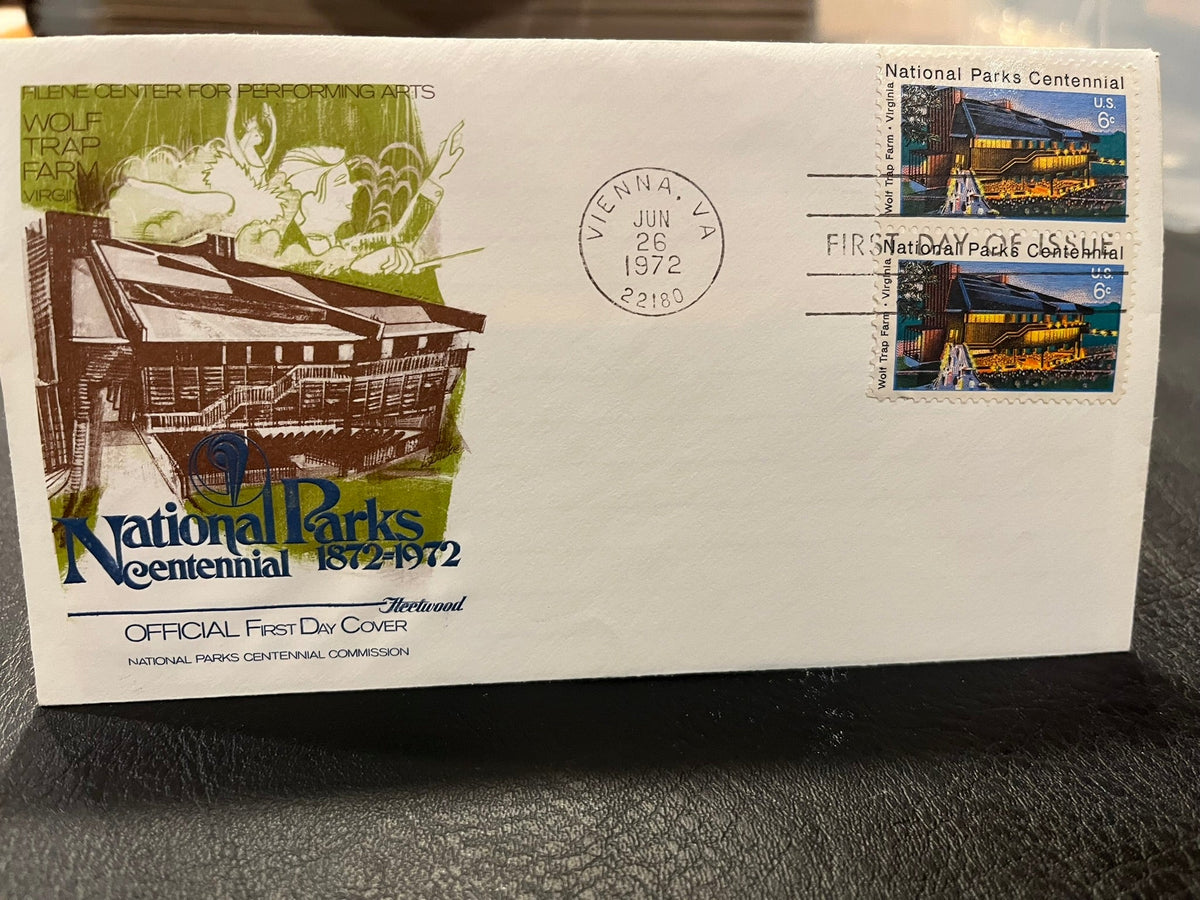 FILENE CENTER FOR PERFORMING ARTS
WOLF
TRAP
FARM
VIRGIN
National Parks
Centennial 1872-1972
Fleetwood
OFFICIAL FIRST DAY COVER
NATIONAL PARKS CENTENNIAL COMMISSION
VIENNA, VA
JUN
26
1972
22180
National Parks Centennial
U.S.
6c
Wolf Trap Farm • Virginia
FIRST DAY OF ISSUE
National Parks Centennial
U.S.
6c
Wolf Trap Farm • Virginia